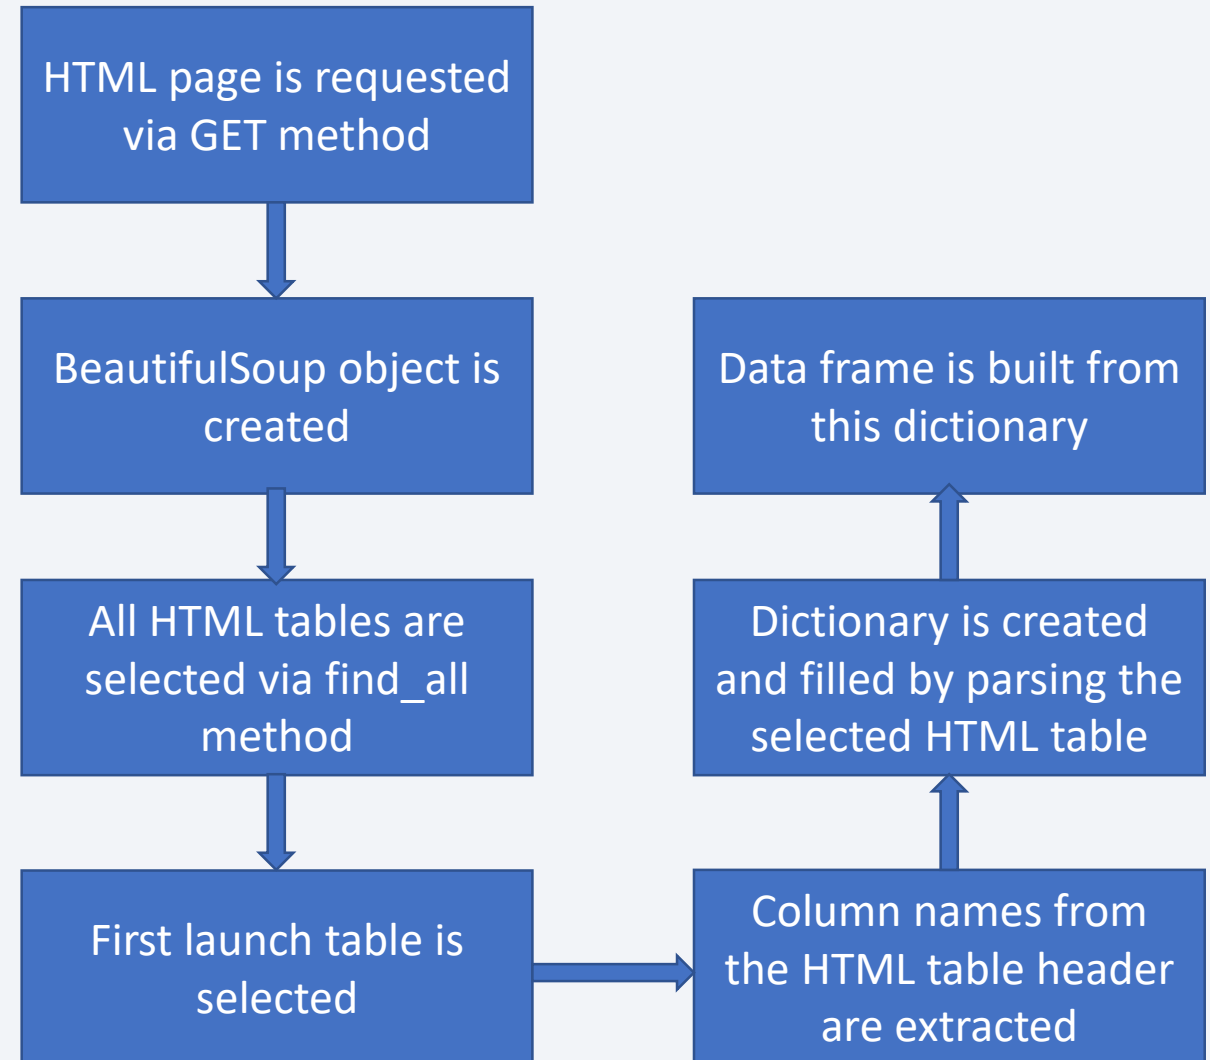 HTML page is requested
via GET method
BeautifulSoup object is
created
All HTML tables are
selected via find_all
method
First launch table is
selected
Column names from
the HTML table header
are extracted
Dictionary is created
and filled by parsing the
selected HTML table
Data frame is built from
this dictionary